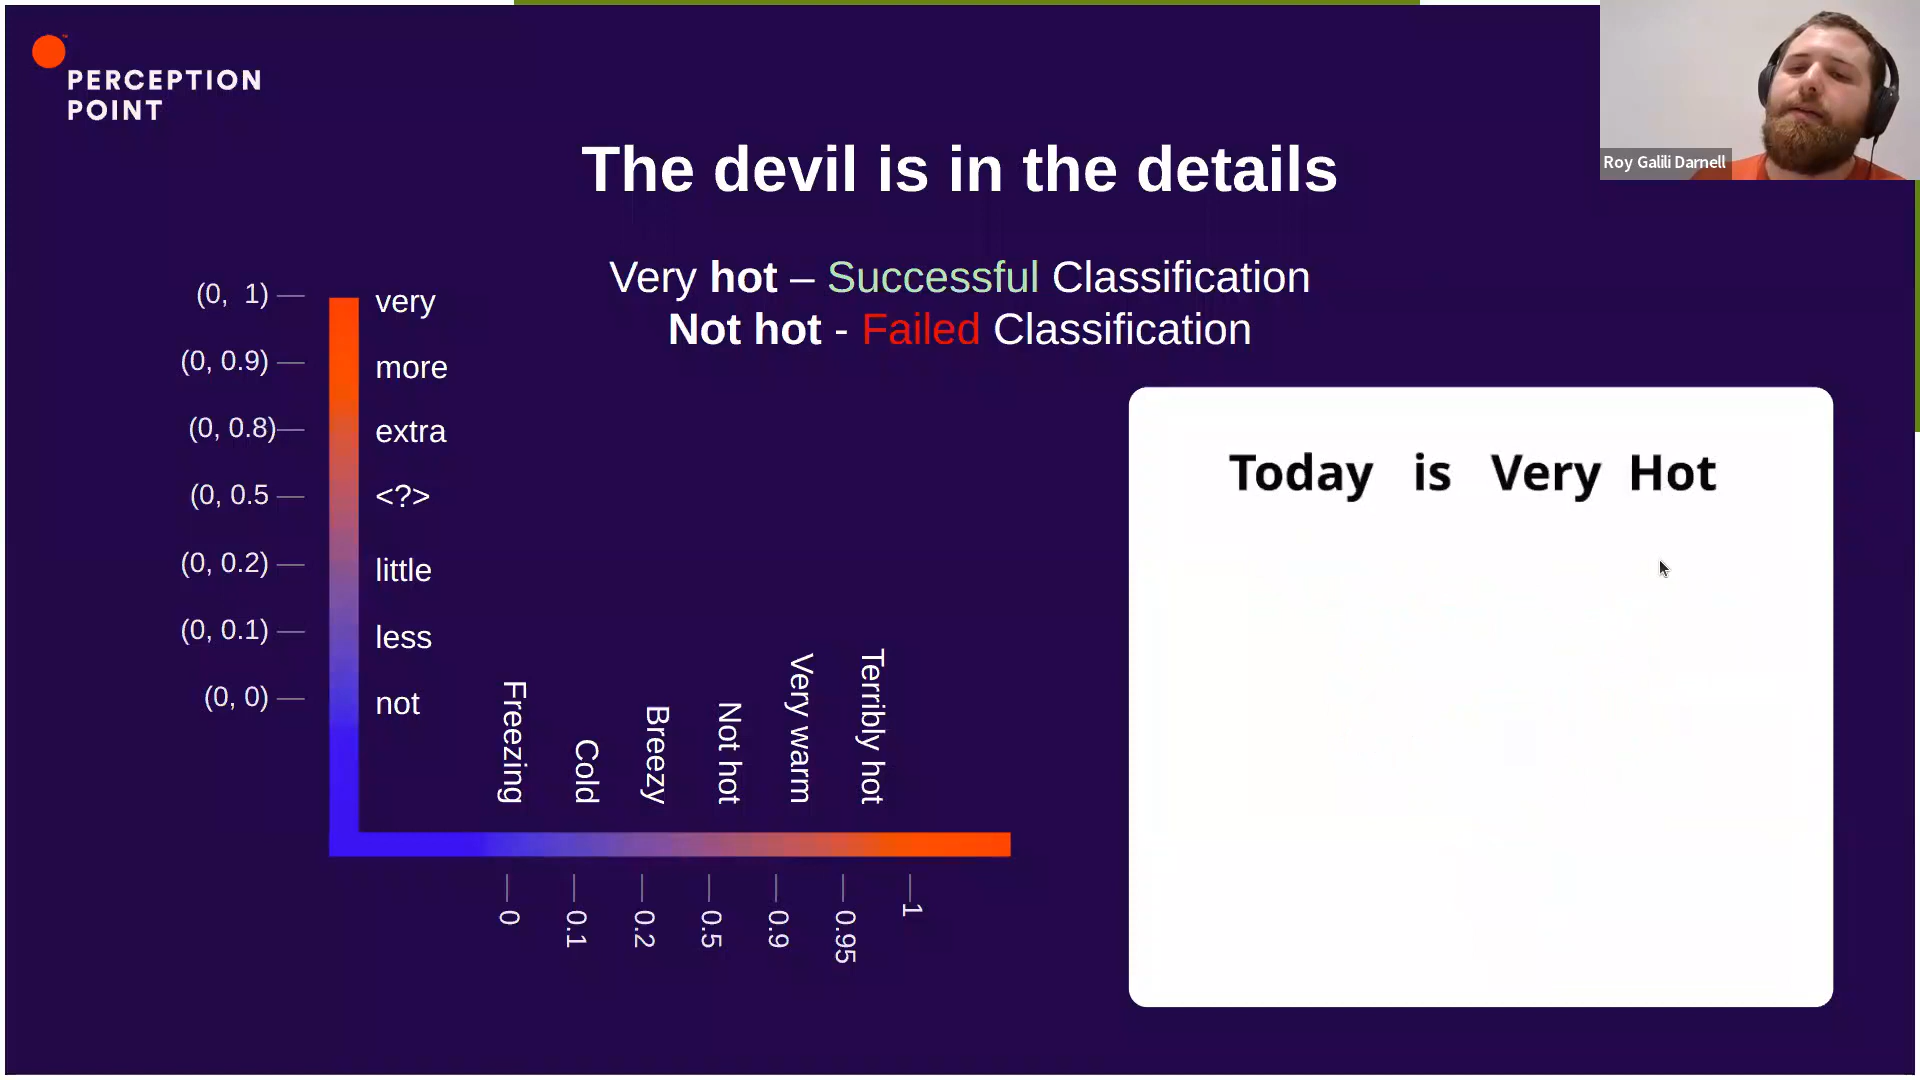 PERCEPTION
POINT
Roy Galili Darnell
The devil is in the details
Very hot – Successful Classification
Not hot - Failed Classification
(0, 1) very
(0, 0.9) more
(0, 0.8) extra
(0, 0.5 <?>
(0, 0.2) little
(0, 0.1) less
(0, 0) not
Freezing
Cold
Breezy
Not hot
Very warm
Terribly hot
0
0.1
0.2
0.5
0.9
0.95
1
Today is Very Hot